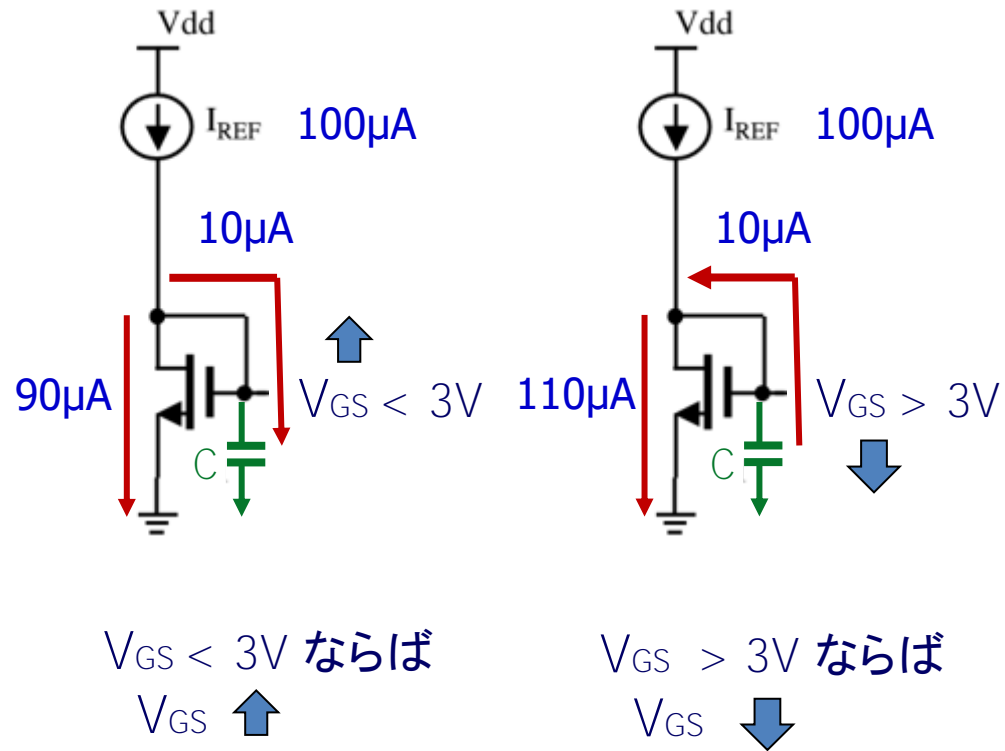 Vdd
IREF 100µA
10µA
90µA
VGS < 3V
C
VGS < 3V ならば
VGS
Vdd
IREF 100µA
10µA
110µA
VGS > 3V
C
VGS > 3V ならば
VGS